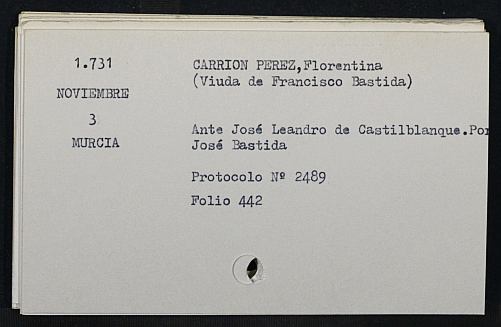 1.731
NOVIEMBRE
3
MURCIA
CARRION PEREZ,Florentina
(Viuda de Francisco Bastida)
Ante José Leandro de Castilblanque.Por
José Bastida
Protocolo Nº 2489
Folio 442